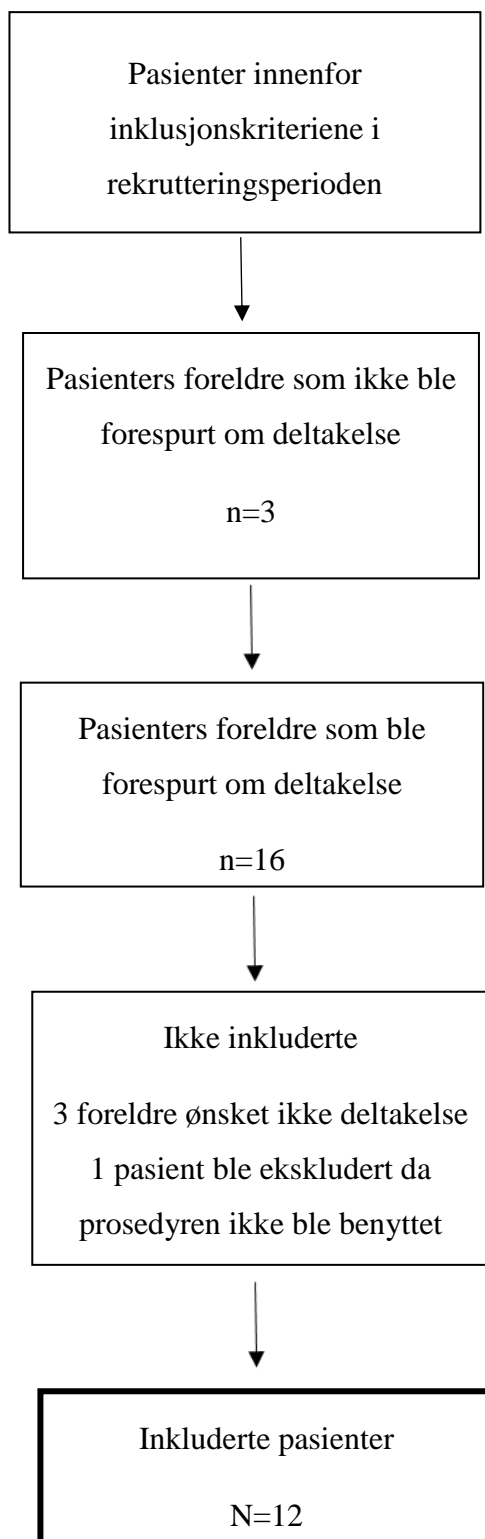 Pasienter innenfor
inklusjonskriteriene i
rekrutteringsperioden
Pasienters foreldre som ikke ble
forespurt om deltakelse
n=3
Pasienters foreldre som ble
forespurt om deltakelse
n=16
Ikke inkluderte
3 foreldre ønsket ikke deltakelse
1 pasient ble ekskludert da
prosedyren ikke ble benyttet
Inkluderte pasienter
N=12